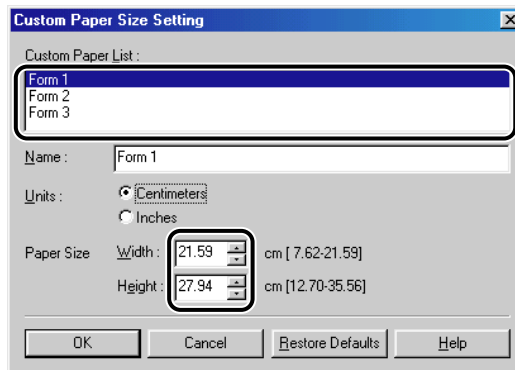 Custom Paper Size Setting
Custom Paper List :
Form 1
Form 2
Form 3
Name : Form 1
Units : Centimeters
Inches
Paper Size Width : 21.59 cm [ 7.62-21.59]
Height : 27.94 cm [12.70-35.56]
OK Cancel Restore Defaults Help